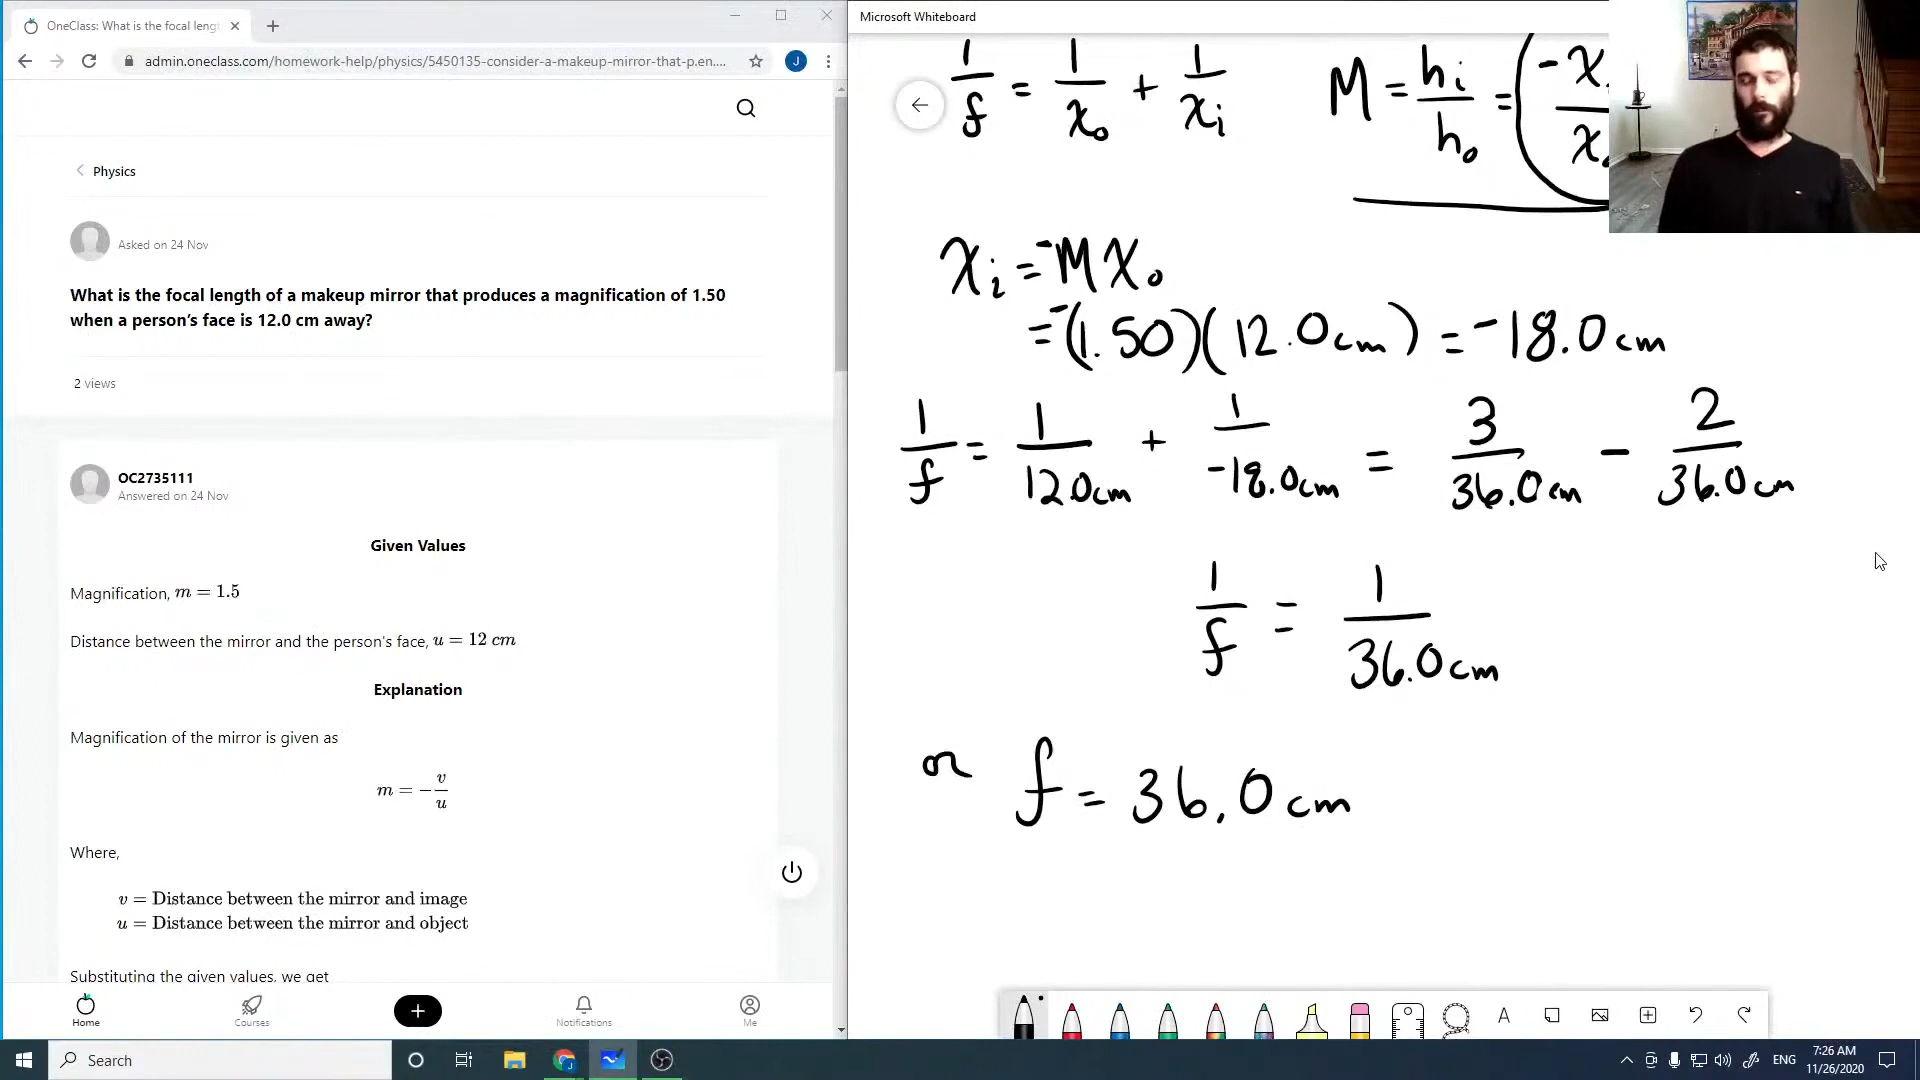 OneClass: What is the focal leng
admin.oneclass.com/homework-help/physics/5450135-consider-a-makeup-mirror-that-p.en....
J
Physics
Asked on 24 Nov
What is the focal length of a makeup mirror that produces a magnification of 1.50
when a person's face is 12.0 cm away?
2 views
OC2735111
Answered on 24 Nov
Given Values
Magnification, m = 1.5
Distance between the mirror and the person's face, u = 12 cm
Explanation
Magnification of the mirror is given as
m = -v/u
Where,
v = Distance between the mirror and image
u = Distance between the mirror and object
Substituting the given values, we get
Home
Courses
Notifications
Me
Microsoft Whiteboard
1/f = 1/x₀ + 1/xᵢ
M = hᵢ/h₀ = -x
xᵢ = -Mx₀
= -(1.50)(12.0cm) = -18.0cm
1/f = 1/12.0cm + 1/-18.0cm = 3/36.0cm - 2/36.0cm
1/f = 1/36.0cm
or f = 36.0cm
A
Search
ENG
7:26 AM
11/26/2020